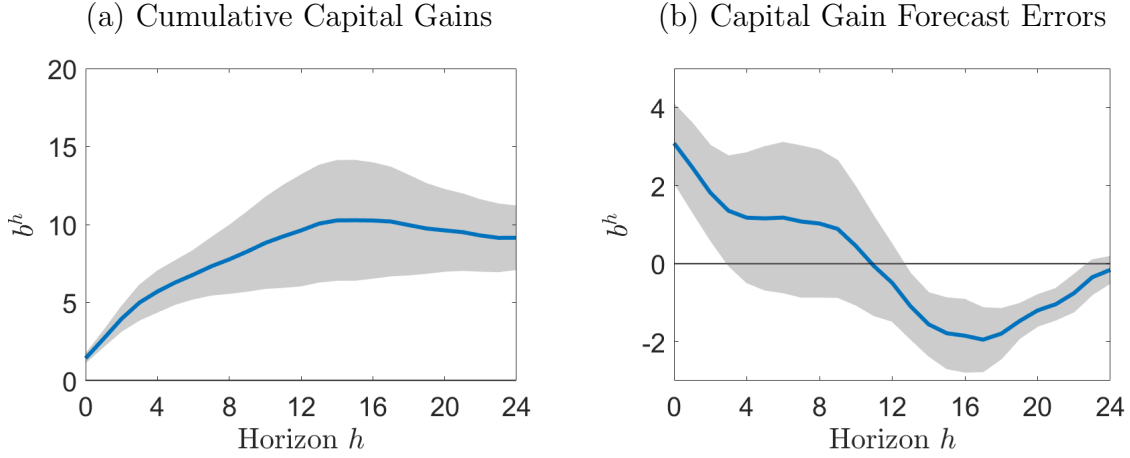 (a) Cumulative Capital Gains
20
15
10
5
0
b^h
0 4 8 12 16 20 24
Horizon h
(b) Capital Gain Forecast Errors
4
2
0
-2
b^h
0 4 8 12 16 20 24
Horizon h